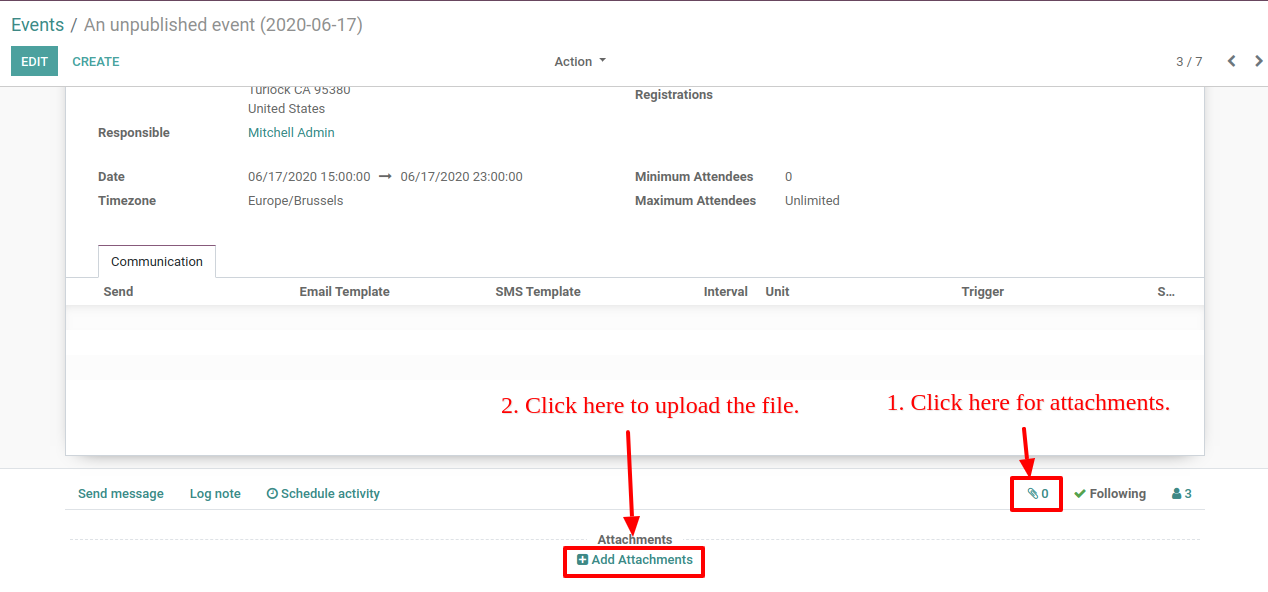 Events / An unpublished event (2020-06-17)
EDIT CREATE Action 3 / 7
Turlock CA 95380 Registrations
United States
Responsible Mitchell Admin
Date 06/17/2020 15:00:00 → 06/17/2020 23:00:00 Minimum Attendees 0
Timezone Europe/Brussels Maximum Attendees Unlimited
Communication
Send Email Template SMS Template Interval Unit Trigger S...
2. Click here to upload the file. 1. Click here for attachments.
Send message Log note Schedule activity 0 Following 3
Attachments
Add Attachments